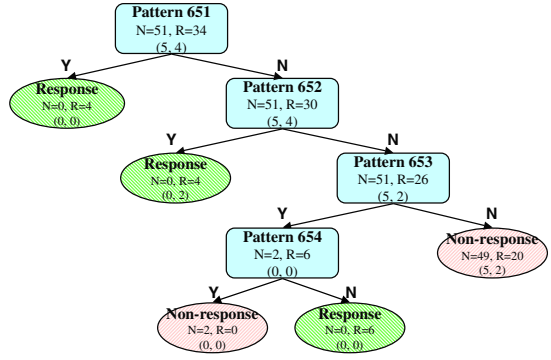 Pattern 651
N=51, R=34
(5, 4)
Y
N
Response
N=0, R=4
(0, 0)
Pattern 652
N=51, R=30
(5, 4)
Y
N
Response
N=0, R=4
(0, 2)
Pattern 653
N=51, R=26
(5, 2)
Y
N
Pattern 654
N=2, R=6
(0, 0)
Non-response
N=49, R=20
(5, 2)
Y
N
Non-response
N=2, R=0
(0, 0)
Response
N=0, R=6
(0, 0)